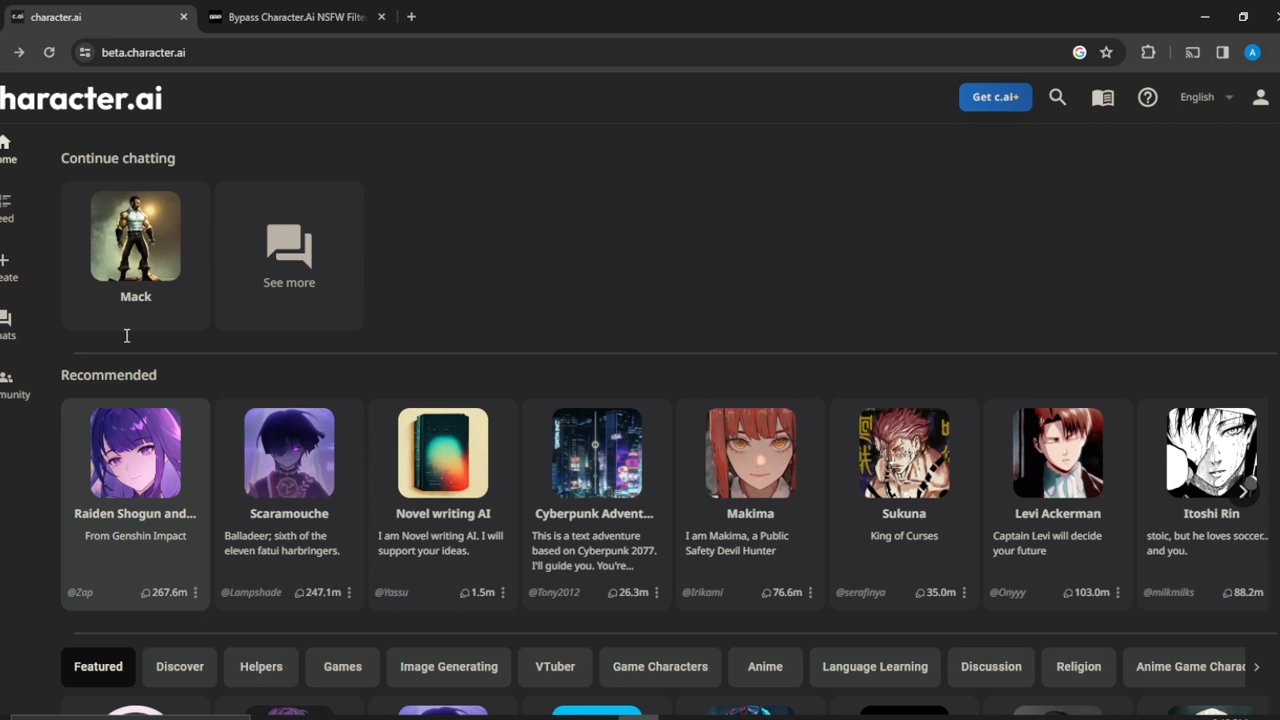 c.ai character.ai
Bypass Character.Ai NSFW Filte
beta.character.ai
A
haracter.ai
Get c.ai+
English
ome
eed
eate
hats
munity
Continue chatting
Mack
See more
Recommended
Raiden Shogun and...
From Genshin Impact
@Zap 267.6m
Scaramouche
Balladeer; sixth of the
eleven fatui harbringers.
@Lampshade 247.1m
Novel writing AI
I am Novel writing AI. I will
support your ideas.
@Yassu 1.5m
Cyberpunk Advent...
This is a text adventure
based on Cyberpunk 2077.
I'll guide you. You're...
@Tony2012 26.3m
Makima
I am Makima, a Public
Safety Devil Hunter
@Irikami 76.6m
Sukuna
King of Curses
@serafinya 35.0m
Levi Ackerman
Captain Levi will decide
your future
@Onyyy 103.0m
Itoshi Rin
stoic, but he loves soccer...
and you.
@milkmilks 88.2m
Featured
Discover
Helpers
Games
Image Generating
VTuber
Game Characters
Anime
Language Learning
Discussion
Religion
Anime Game Charac